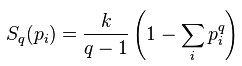 S_q(p_i) = \frac{k}{q-1} \left( 1 - \sum_i p_i^q \right)